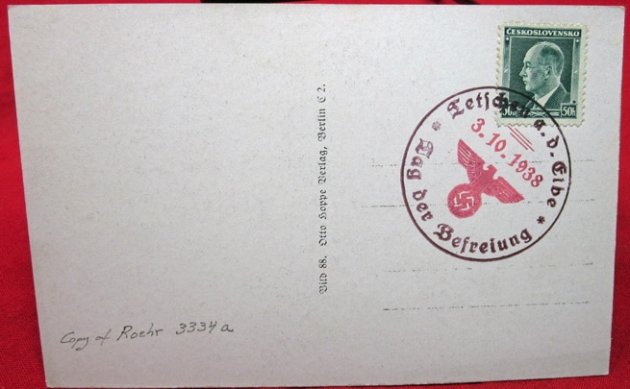 ČESKOSLOVENSKO
50h 50h
Tetschen a.d. Elbe
3.10.1938
* Tag der Befreiung *
Bild 88. Otto Hoppe Verlag, Berlin C 2.
Copy of Roehr 3334a